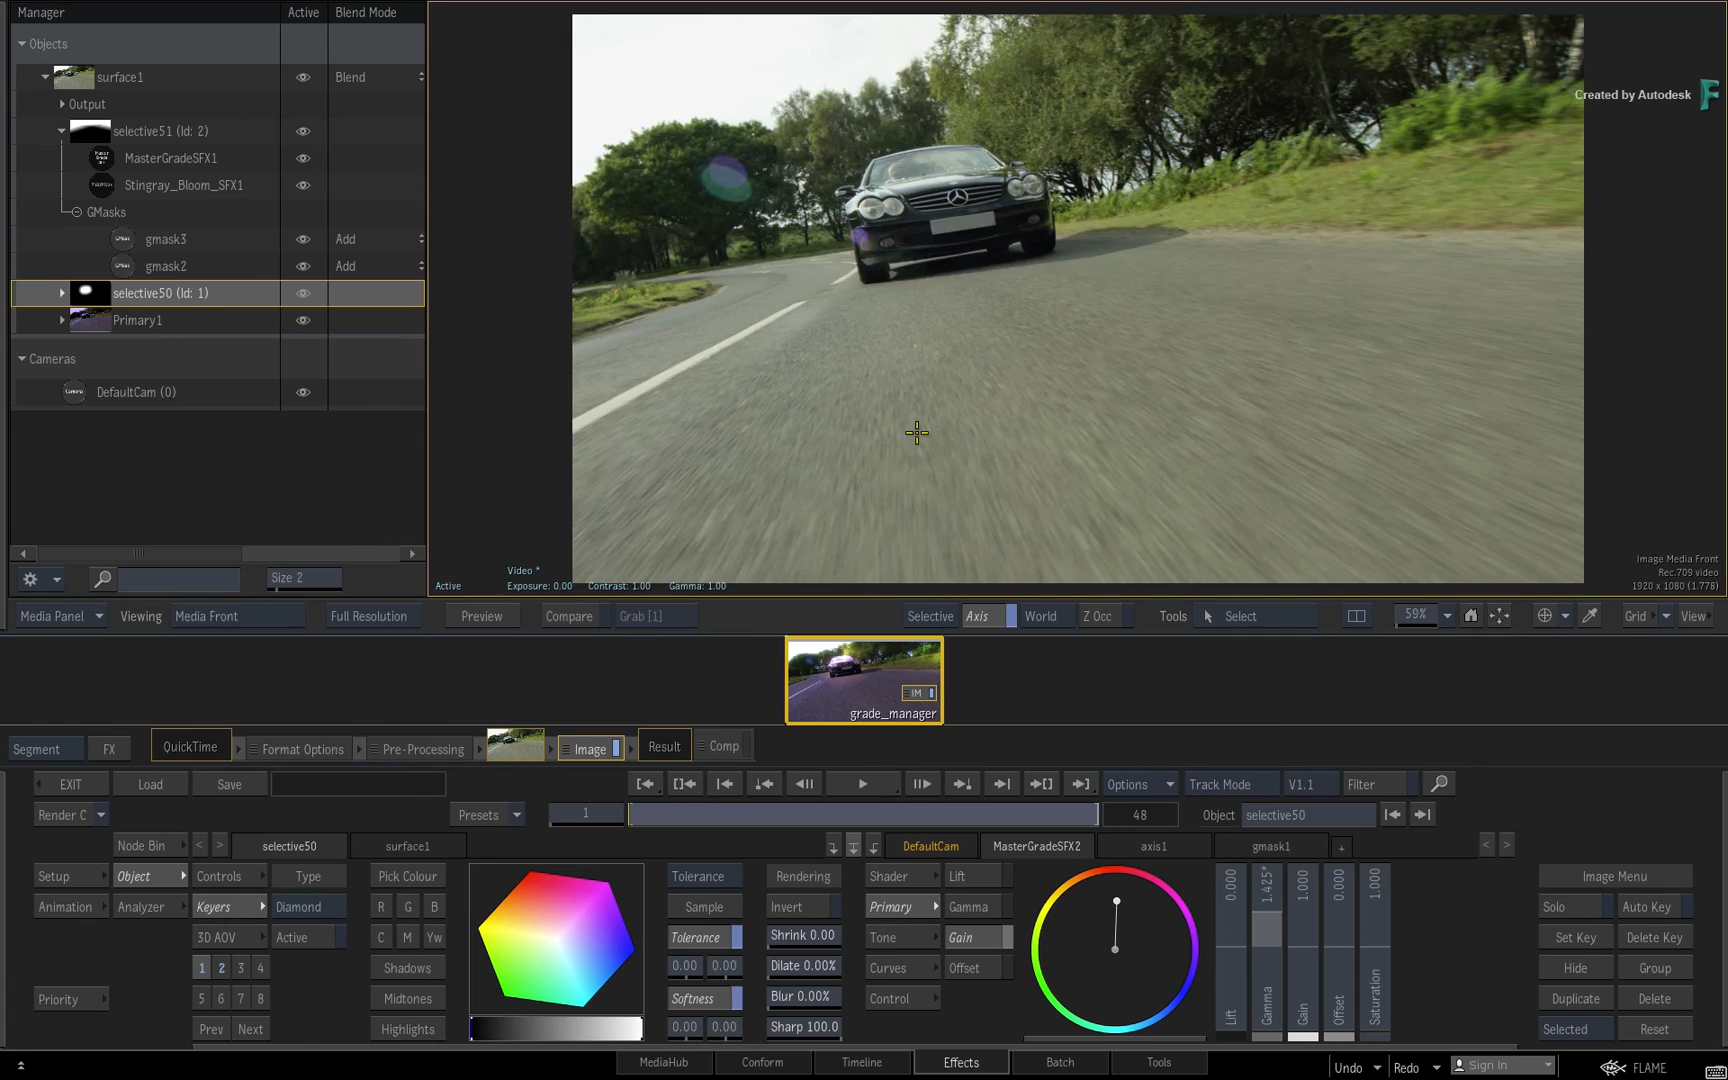 Manager Active Blend Mode
Objects
surface1 Blend
Output
selective51 (Id: 2)
MasterGradeSFX1
Stingray_Bloom_SFX1
GMasks
gmask3 Add
gmask2 Add
selective50 (Id: 1)
Primary1
Cameras
DefaultCam (0)
Size 2
Created by Autodesk
Image Media Front
Rec.709 video
1920 x 1080 (1.778)
Video *
Active Exposure: 0.00 Contrast: 1.00 Gamma: 1.00
Media Panel Viewing Media Front Full Resolution Preview Compare Grab [1] Selective Axis World Z Occ Tools Select 59% Grid View
IM
grade_manager
Segment FX QuickTime Format Options Pre-Processing Image Result Comp
EXIT Load Save Options Track Mode V1.1 Filter
Render C Presets 1 48 Object selective50
Node Bin < > selective50 surface1 DefaultCam MasterGradeSFX2 axis1 gmask1 + < >
Setup Object Controls Type Pick Colour Tolerance Rendering Shader Lift Image Menu
Animation Analyzer Keyers Diamond R G B Sample Invert Primary Gamma Solo Auto Key
3D AOV Active C M Yw Tolerance Shrink 0.00 Tone Gain Set Key Delete Key
1 2 3 4 Shadows 0.00 0.00 Dilate 0.00% Curves Offset Hide Group
Priority 5 6 7 8 Midtones Softness Blur 0.00% Control Duplicate Delete
Prev Next Highlights 0.00 0.00 Sharp 100.0 Selected Reset
0.000 1.425* 1.000 0.000 1.000
Lift Gamma Gain Offset Saturation
MediaHub Conform Timeline Effects Batch Tools Undo Redo Sign In FLAME